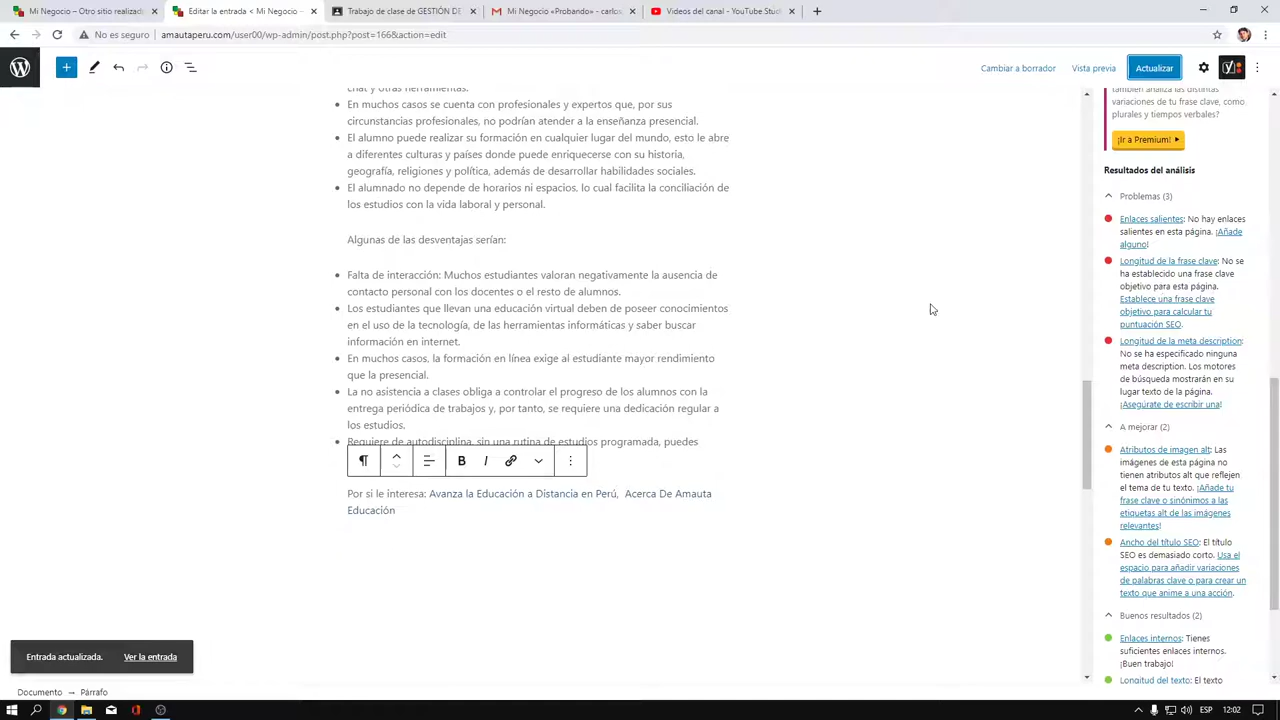 Mi Negocio – Otro sitio realizado
Editar la entrada < Mi Negocio –
Trabajo de clase de GESTIÓN DE
Mi Negocio «Probando» - carlos
Videos del canal - YouTube Studi
No es seguro | amautaperu.com/user00/wp-admin/post.php?post=166&action=edit
Cambiar a borrador
Vista previa
Actualizar
chat y otras herramientas.
En muchos casos se cuenta con profesionales y expertos que, por sus
circunstancias profesionales, no podrían atender a la enseñanza presencial.
El alumno puede realizar su formación en cualquier lugar del mundo, esto le abre
a diferentes culturas y países donde puede enriquecerse con su historia,
geografía, religiones y política, además de desarrollar habilidades sociales.
El alumnado no depende de horarios ni espacios, lo cual facilita la conciliación de
los estudios con la vida laboral y personal.
Algunas de las desventajas serían:
Falta de interacción: Muchos estudiantes valoran negativamente la ausencia de
contacto personal con los docentes o el resto de alumnos.
Los estudiantes que llevan una educación virtual deben de poseer conocimientos
en el uso de la tecnología, de las herramientas informáticas y saber buscar
información en internet.
En muchos casos, la formación en línea exige al estudiante mayor rendimiento
que la presencial.
La no asistencia a clases obliga a controlar el progreso de los alumnos con la
entrega periódica de trabajos y, por tanto, se requiere una dedicación regular a
los estudios.
Requiere de autodisciplina, sin una rutina de estudios programada, puedes
B I
Por si le interesa: Avanza la Educación a Distancia en Perú, Acerca De Amauta
Educación
también analiza las distintas
variaciones de tu frase clave, como
plurales y tiempos verbales?
¡Ir a Premium!
Resultados del análisis
Problemas (3)
Enlaces salientes: No hay enlaces
salientes en esta página. ¡Añade
alguno!
Longitud de la frase clave: No se
ha establecido una frase clave
objetivo para esta página.
Establece una frase clave
objetivo para calcular tu
puntuación SEO.
Longitud de la meta description:
No se ha especificado ninguna
meta description. Los motores
de búsqueda mostrarán en su
lugar texto de la página.
¡Asegúrate de escribir una!
A mejorar (2)
Atributos de imagen alt: Las
imágenes de esta página no
tienen atributos alt que reflejen
el tema de tu texto. ¡Añade tu
frase clave o sinónimos a las
etiquetas alt de las imágenes
relevantes!
Ancho del título SEO: El título
SEO es demasiado corto. Usa el
espacio para añadir variaciones
de palabras clave o para crear un
texto que anime a una acción.
Buenos resultados (2)
Enlaces internos: Tienes
suficientes enlaces internos.
¡Buen trabajo!
Longitud del texto: El texto
Entrada actualizada.
Ver la entrada
Documento → Párrafo
ESP
12:02